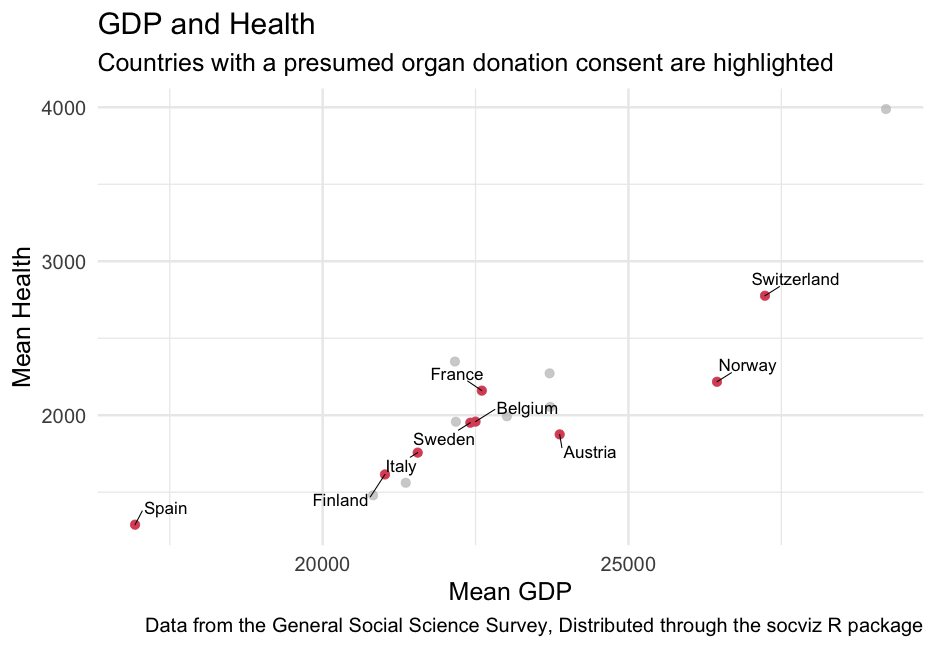 GDP and Health
Countries with a presumed organ donation consent are highlighted
4000
3000
2000
Mean Health
Switzerland
Norway
France
Belgium
Sweden
Austria
Italy
Finland
Spain
20000
25000
Mean GDP
Data from the General Social Science Survey, Distributed through the socviz R package